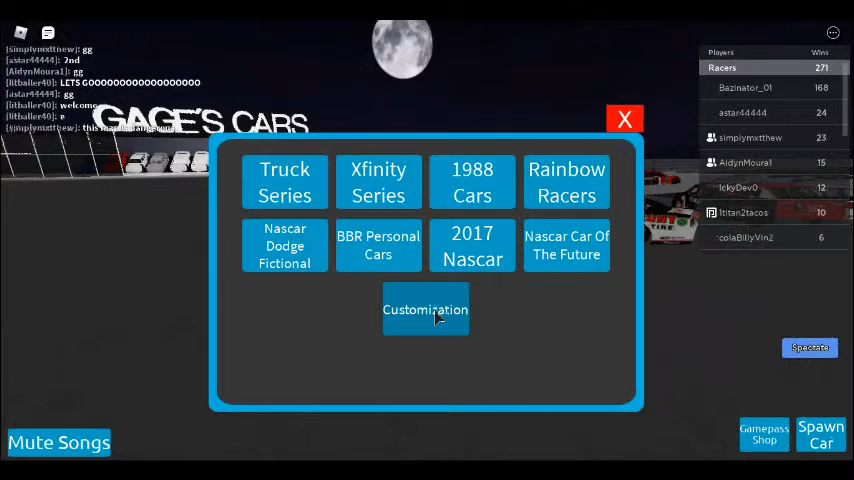 [simplymxttnew]: gg
[astar44444]: 2nd
[AidynMoura1]: gg
[litballer40]: LETS GOOOOOOOOOOOOOOOOOO
[astar44444]: gg
[litballer40]: welcome
[litballer40]: e
GAGE'S CARS
X
Truck Series
Xfinity Series
1988 Cars
Rainbow Racers
Nascar Dodge Fictional
BBR Personal Cars
2017 Nascar
Nascar Car Of The Future
Customization
Players Wins
Racers 271
Bazinator_01 168
astar44444 24
simplymxtthew 23
AidynMoura1 15
IckyDev0 12
1titan2tacos 10
colaBillyVin2 6
Spectate
Mute Songs
Gamepass Shop
Spawn Car